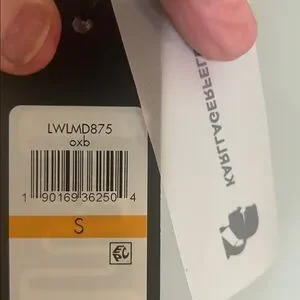 LWLMD875
oxb
1 90169 36250 4
S
KARL LAGERFELD